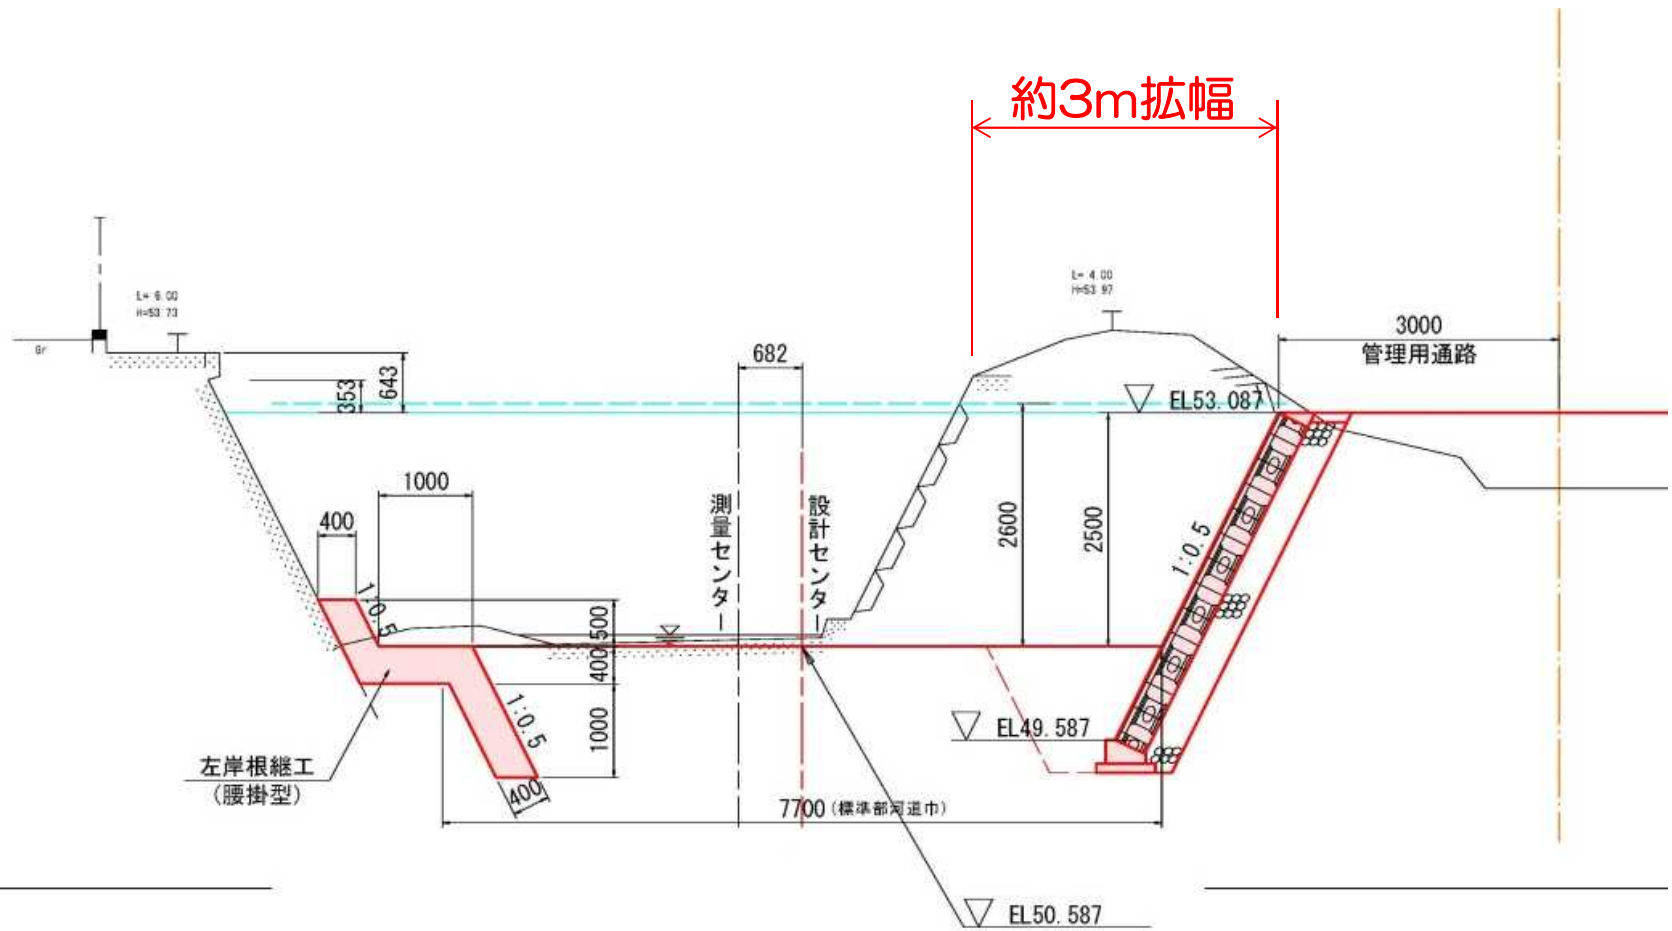 約3m拡幅
L= 4.00
H=53.97
L= 6.00
H=53.73
Gr
3000
管理用通路
682
643
353
EL53.087
1000
400
測量センター
設計センター
2600
2500
1:0.5
1:0.5
500
400
1:0.5
1000
EL49.587
左岸根継工
(腰掛型)
400
7700 (標準部河道巾)
EL50.587